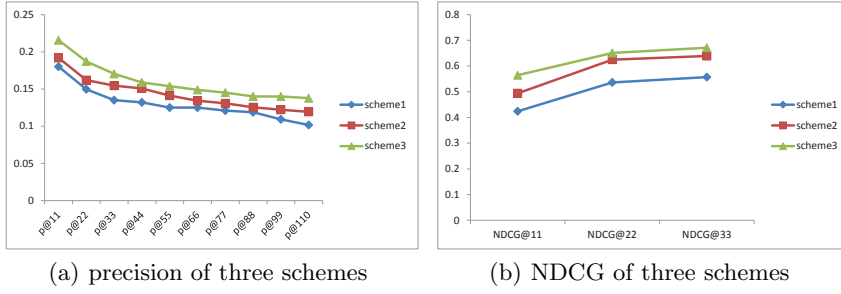 0.25
0.2
0.15
0.1
0.05
0
p@11 p@22 p@33 p@44 p@55 p@66 p@77 p@88 p@99 p@110
scheme1
scheme2
scheme3
(a) precision of three schemes
0.8
0.7
0.6
0.5
0.4
0.3
0.2
0.1
0
NDCG@11 NDCG@22 NDCG@33
scheme1
scheme2
scheme3
(b) NDCG of three schemes